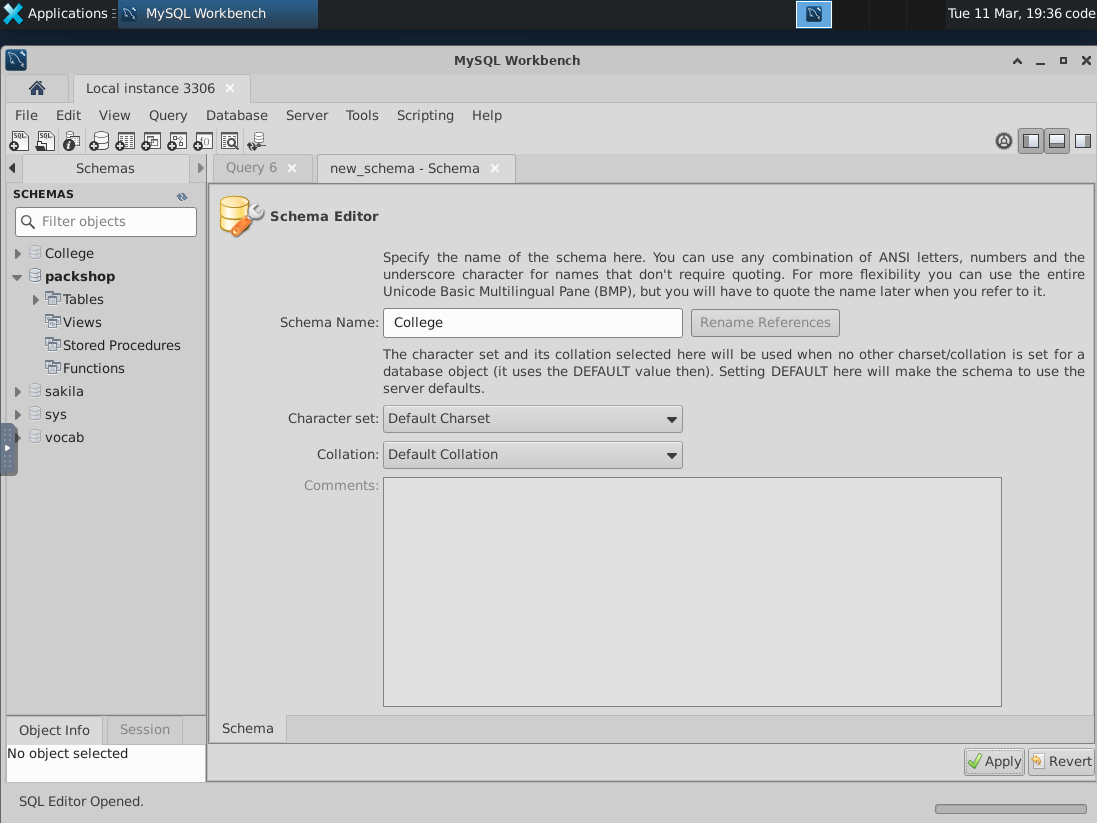 Applications
MySQL Workbench
Tue 11 Mar, 19:36 code
MySQL Workbench
Local instance 3306
File Edit View Query Database Server Tools Scripting Help
Schemas
Query 6
new_schema - Schema
SCHEMAS
Filter objects
College
packshop
Tables
Views
Stored Procedures
Functions
sakila
sys
vocab
Schema Editor
Specify the name of the schema here. You can use any combination of ANSI letters, numbers and the
underscore character for names that don't require quoting. For more flexibility you can use the entire
Unicode Basic Multilingual Pane (BMP), but you will have to quote the name later when you refer to it.
Schema Name: College Rename References
The character set and its collation selected here will be used when no other charset/collation is set for a
database object (it uses the DEFAULT value then). Setting DEFAULT here will make the schema to use the
server defaults.
Character set: Default Charset
Collation: Default Collation
Comments:
Schema
Object Info Session
No object selected
Apply Revert
SQL Editor Opened.